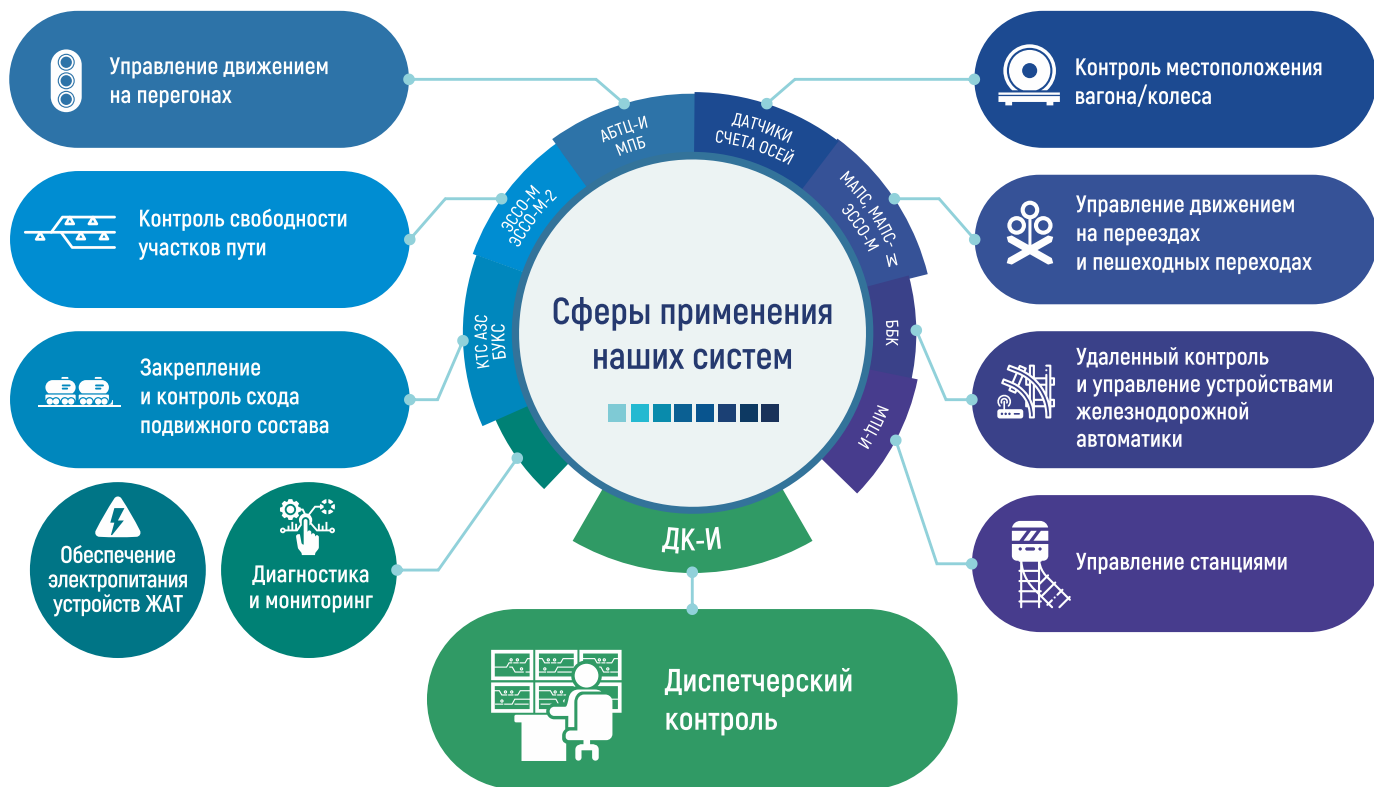 Управление движением
на перегонах
Контроль свободности
участков пути
Закрепление
и контроль схода
подвижного состава
Обеспечение
электропитания
устройств ЖАТ
Диагностика
и мониторинг
АБТЦ-И
МПБ
ЭССО-М
ЭССО-М-2
КТС АЗС
БУКС
ДАТЧИКИ
СЧЕТА ОСЕЙ
МАПС, МАПС-М
ЭССО-М
ББК
МПЦ-И
Сферы применения
наших систем
ДК-И
Диспетчерский
контроль
Контроль местоположения
вагона/колеса
Управление движением
на переездах
и пешеходных переходах
Удаленный контроль
и управление устройствами
железнодорожной
автоматики
Управление станциями